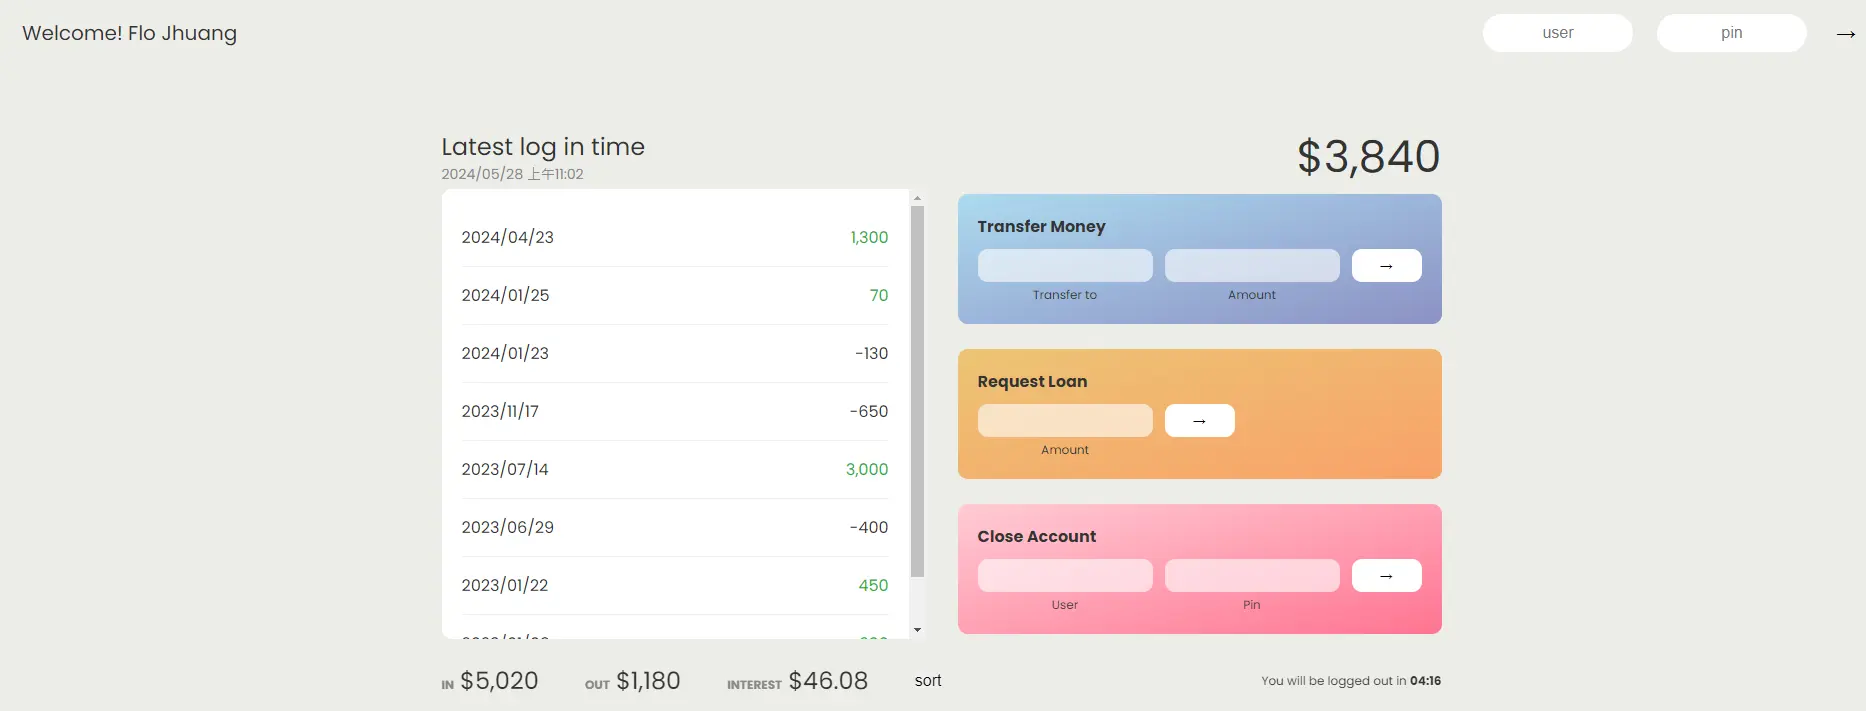 Welcome! Flo Jhuang
user
pin
→
Latest log in time
2024/05/28 上午11:02
$3,840
2024/04/23 1,300
2024/01/25 70
2024/01/23 -130
2023/11/17 -650
2023/07/14 3,000
2023/06/29 -400
2023/01/22 450
Transfer Money
→
Transfer to
Amount
Request Loan
→
Amount
Close Account
→
User
Pin
IN $5,020 OUT $1,180 INTEREST $46.08 sort
You will be logged out in 04:16